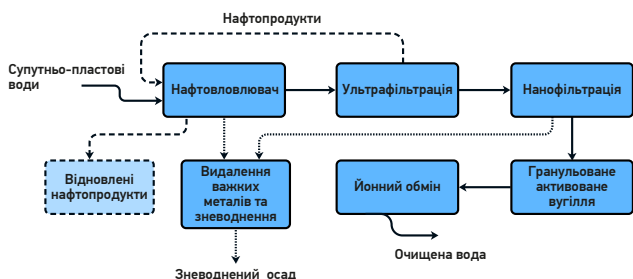 Нафтопродукти
Супутньо-пластові
води
Нафтовловлювач
Ультрафільтрація
Нанофільтрація
Відновлені
нафтопродукти
Видалення
важких
металів та
зневоднення
Йонний обмін
Гранульоване
активоване
вугілля
Очищена вода
Зневоднений осад